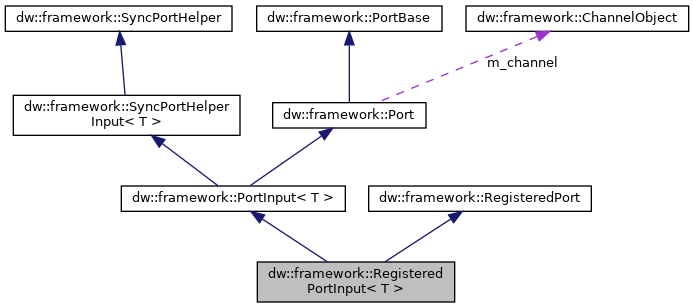 dw::framework::SyncPortHelper
dw::framework::PortBase
dw::framework::ChannelObject
m_channel
dw::framework::SyncPortHelper
Input< T >
dw::framework::Port
dw::framework::PortInput< T >
dw::framework::RegisteredPort
dw::framework::Registered
PortInput< T >